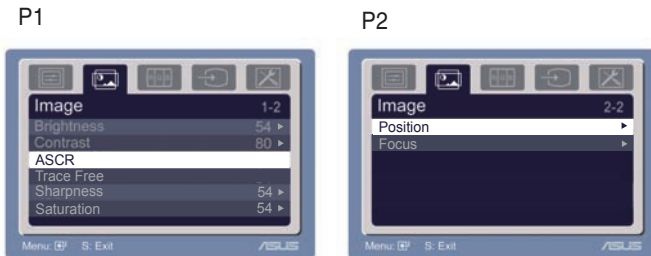 P1
Image 1-2
Brightness 54
Contrast 80
ASCR
Trace Free
Sharpness 54
Saturation 54
Menu: S: Exit ASUS
P2
Image 2-2
Position
Focus
Menu: S: Exit ASUS